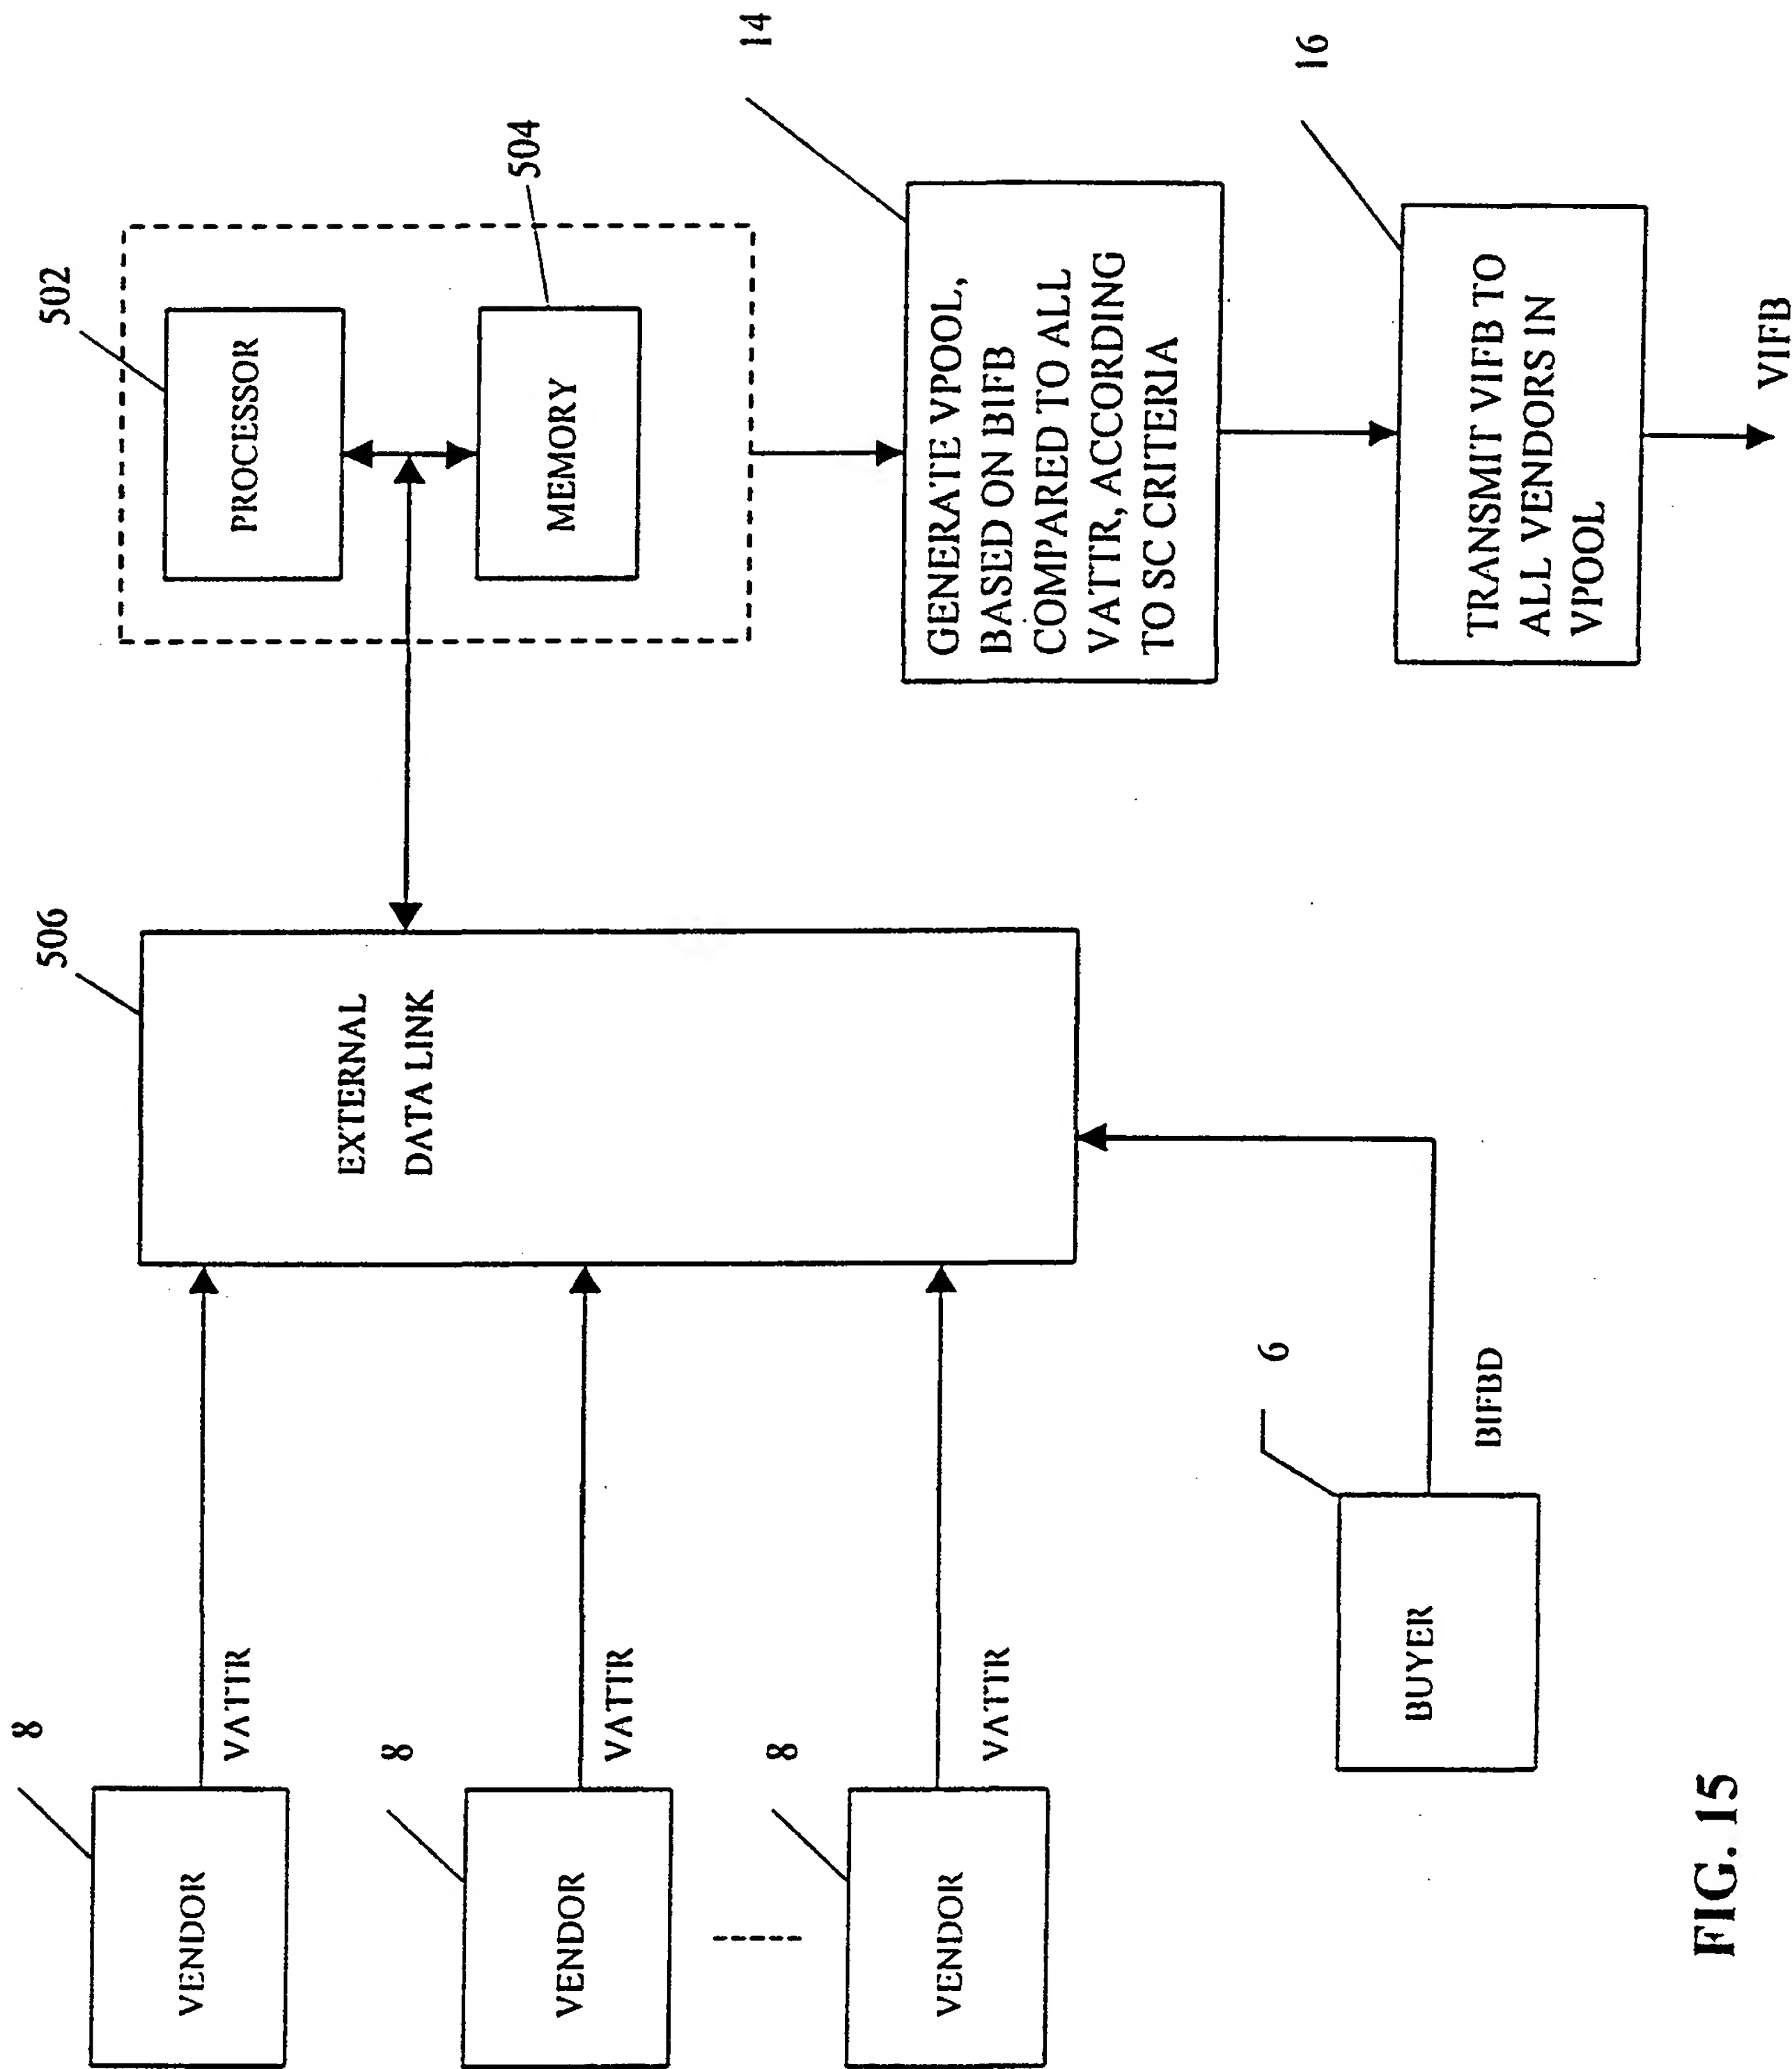 8
VENDOR
VATTR
8
VENDOR
VATTR
8
VENDOR
VATTR
6
BUYER
BIFBD
506
EXTERNAL
DATA LINK
502
PROCESSOR
504
MEMORY
14
GENERATE VPOOL,
BASED ON BIFB
COMPARED TO ALL
VATTR, ACCORDING
TO SC CRITERIA
16
TRANSMIT VIFB TO
ALL VENDORS IN
VPOOL
VIFB
FIG. 15